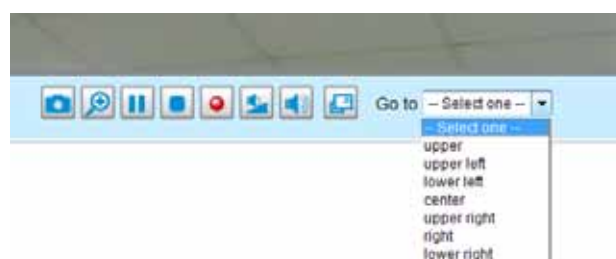 Go to -- Select one --
-- Select one --
upper
upper left
lower left
center
upper right
right
lower right